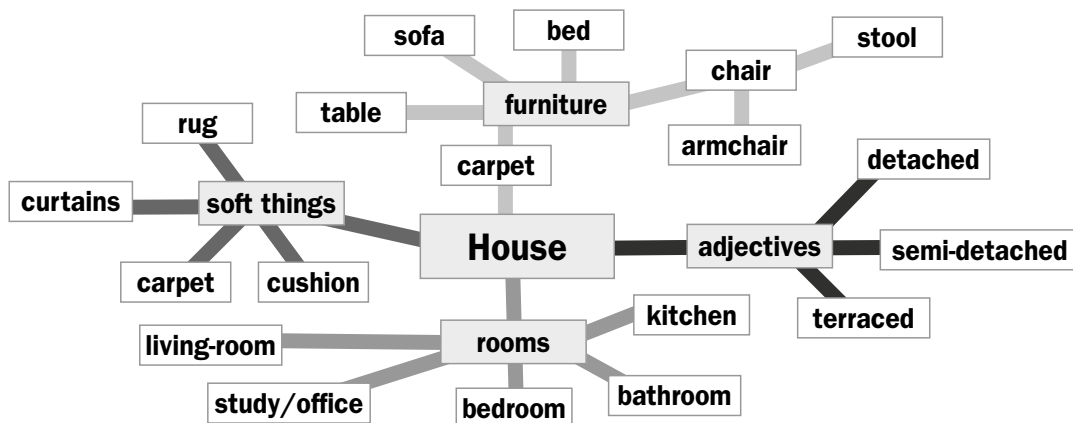 sofa
bed
stool
chair
table
furniture
rug
armchair
carpet
detached
curtains
soft things
House
adjectives
semi-detached
carpet
cushion
kitchen
terraced
living-room
rooms
study/office
bedroom
bathroom